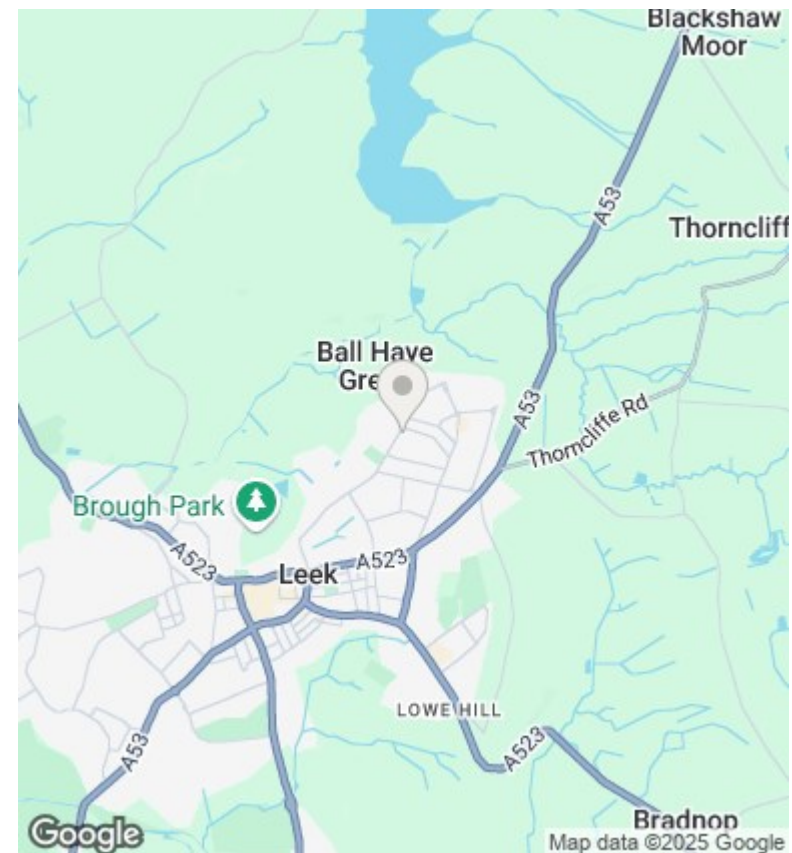 Blackshaw
Moor
A53
Thorncliff
Ball Haye
Gre
A53
Thorncliffe Rd
Brough Park
A523
Leek
A523
LOWE HILL
A53
A523
Bradnop
Google
Map data ©2025 Google